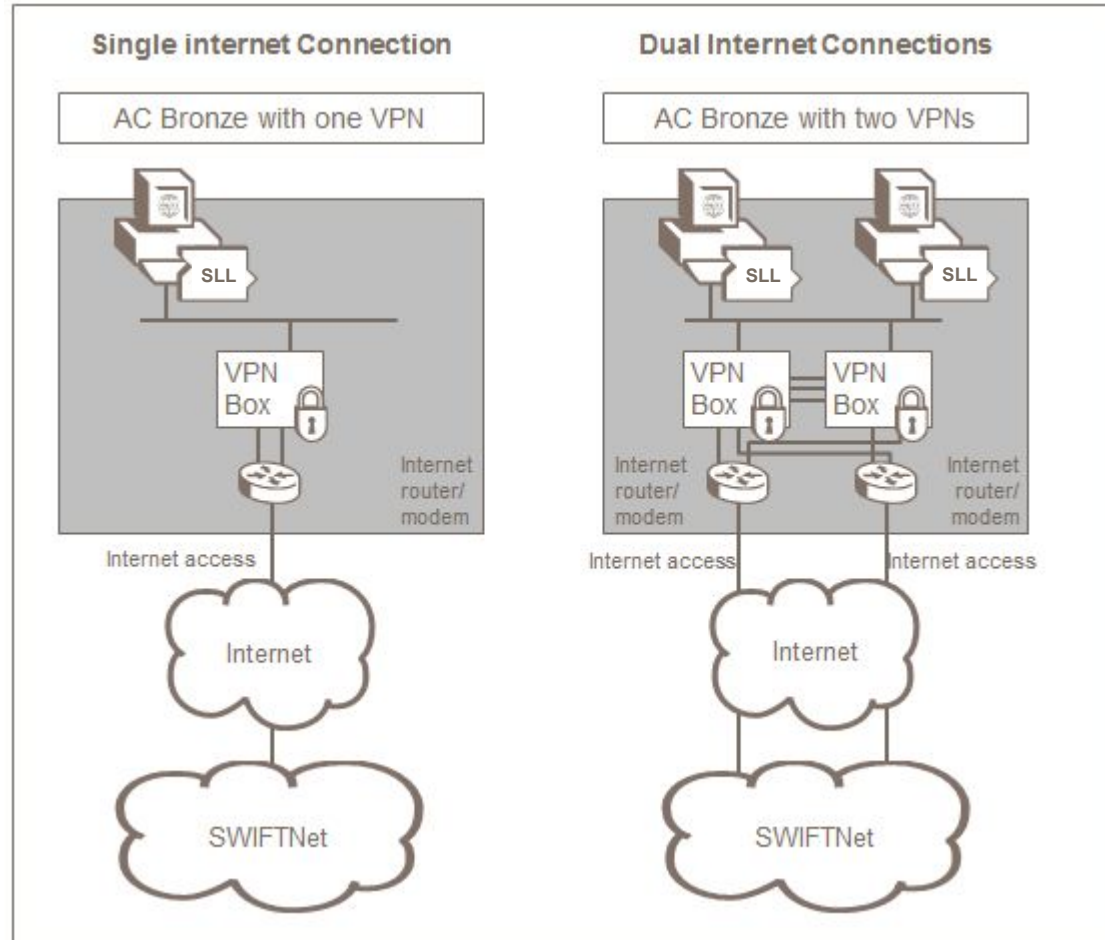 Single internet Connection
AC Bronze with one VPN
SLL
VPN
Box
Internet
router/
modem
Internet access
Internet
SWIFTNet
Dual Internet Connections
AC Bronze with two VPNs
SLL
SLL
VPN
Box
VPN
Box
Internet
router/
modem
Internet
router/
modem
Internet access
Internet access
Internet
SWIFTNet